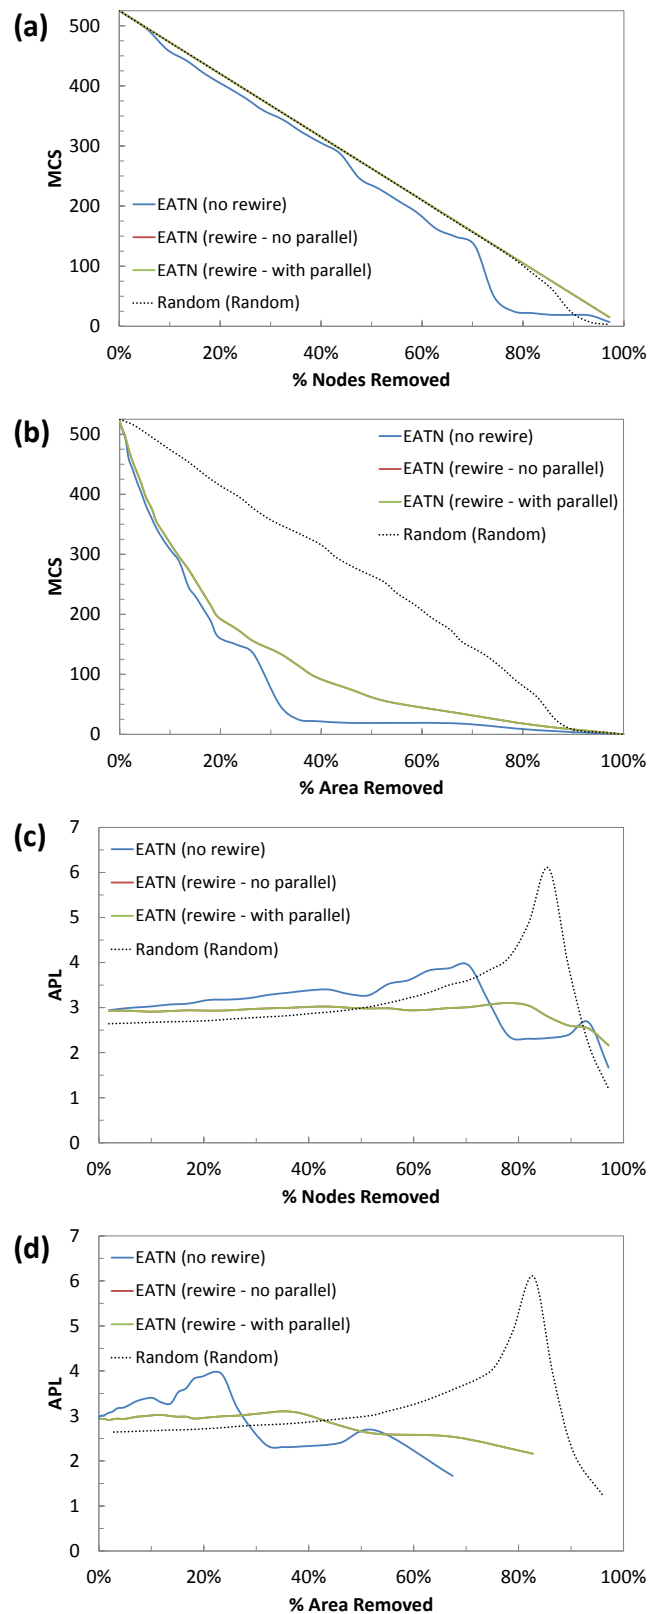 (a)
500
400
300
200
100
0
MCS
EATN (no rewire)
EATN (rewire - no parallel)
EATN (rewire - with parallel)
Random (Random)
0% 20% 40% 60% 80% 100%
% Nodes Removed
(b)
500
400
300
200
100
0
MCS
EATN (no rewire)
EATN (rewire - no parallel)
EATN (rewire - with parallel)
Random (Random)
0% 20% 40% 60% 80% 100%
% Area Removed
(c)
7
6
5
4
3
2
1
0
APL
EATN (no rewire)
EATN (rewire - no parallel)
EATN (rewire - with parallel)
Random (Random)
0% 20% 40% 60% 80% 100%
% Nodes Removed
(d)
7
6
5
4
3
2
1
0
APL
EATN (no rewire)
EATN (rewire - no parallel)
EATN (rewire - with parallel)
Random (Random)
0% 20% 40% 60% 80% 100%
% Area Removed